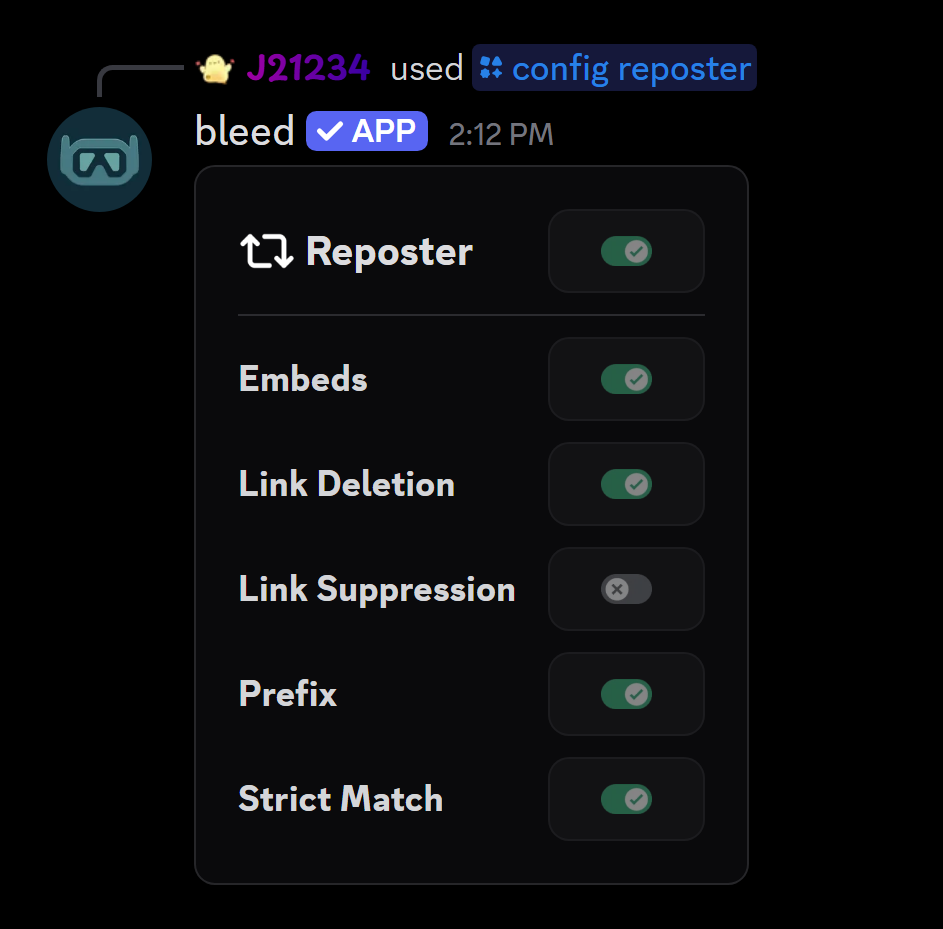 J21234 used config reposter
bleed APP 2:12 PM
Reposter
Embeds
Link Deletion
Link Suppression
Prefix
Strict Match